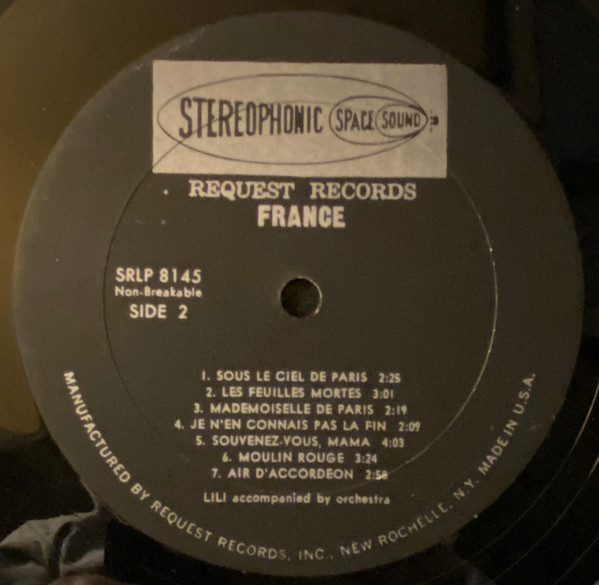 STEREOPHONIC SPACE SOUND
REQUEST RECORDS
FRANCE
SRLP 8145
Non-Breakable
SIDE 2
1. SOUS LE CIEL DE PARIS 2:25
2. LES FEUILLES MORTES 3:01
3. MADEMOISELLE DE PARIS 2:19
4. JE N'EN CONNAIS PAS LA FIN 2:09
5. SOUVENEZ-VOUS, MAMA 4:03
6. MOULIN ROUGE 3:24
7. AIR D'ACCORDEON 2:58
LILI accompanied by orchestra
MANUFACTURED BY REQUEST RECORDS, INC., NEW ROCHELLE, N.Y. MADE IN U.S.A.